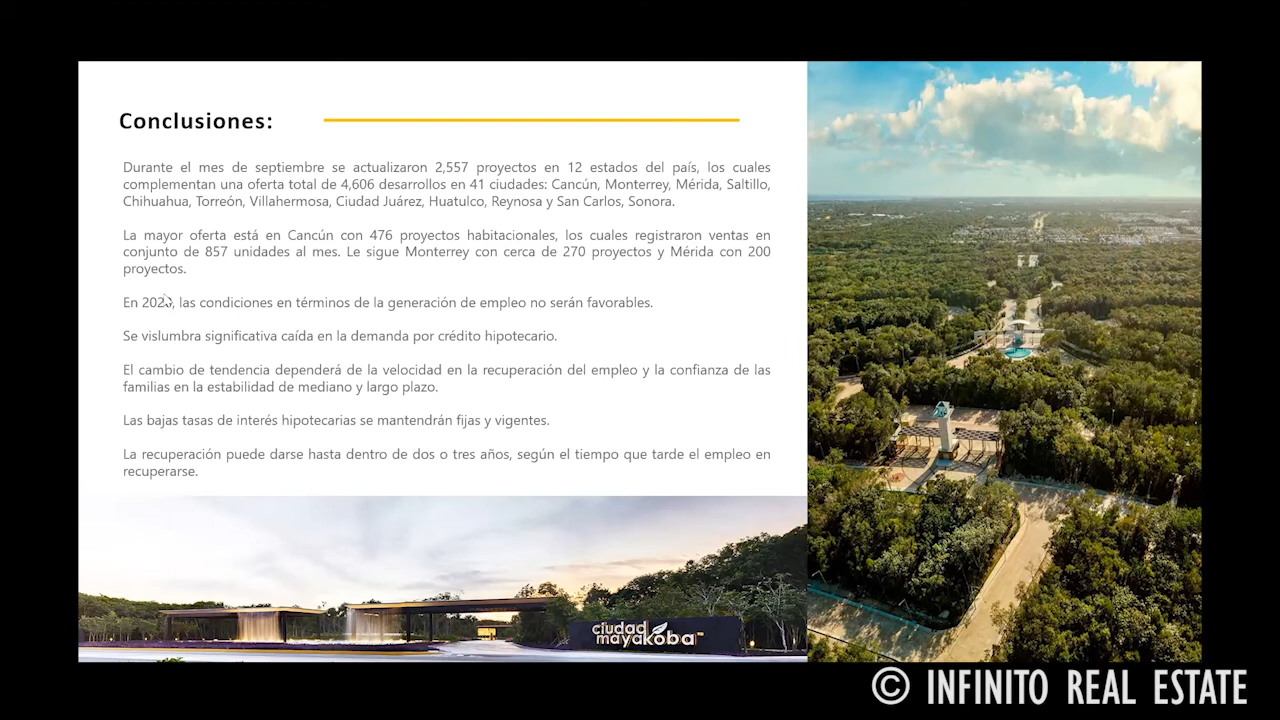 Conclusiones:
Durante el mes de septiembre se actualizaron 2,557 proyectos en 12 estados del país, los cuales
complementan una oferta total de 4,606 desarrollos en 41 ciudades: Cancún, Monterrey, Mérida, Saltillo,
Chihuahua, Torreón, Villahermosa, Ciudad Juárez, Huatulco, Reynosa y San Carlos, Sonora.
La mayor oferta está en Cancún con 476 proyectos habitacionales, los cuales registraron ventas en
conjunto de 857 unidades al mes. Le sigue Monterrey con cerca de 270 proyectos y Mérida con 200
proyectos.
En las condiciones en términos de la generación de empleo no serán favorables.
Se vislumbra significativa caída en la demanda por crédito hipotecario.
El cambio de tendencia dependerá de la velocidad en la recuperación del empleo y la confianza de las
familias en la estabilidad de mediano y largo plazo.
Las bajas tasas de interés hipotecarias se mantendrán fijas y vigentes.
La recuperación puede darse hasta dentro de dos o tres años, según el tiempo que tarde el empleo en
recuperarse.
ciudad
mayakoba
© INFINITO REAL ESTATE